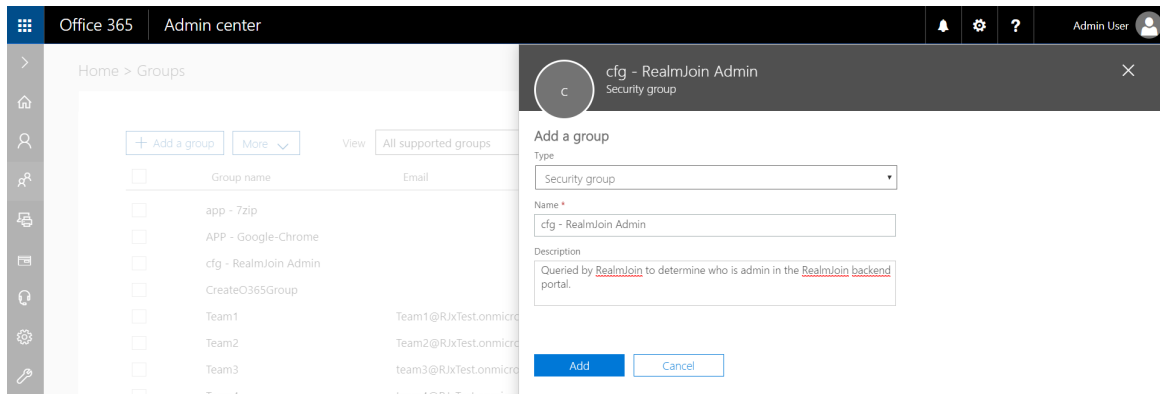 Office 365 Admin center
? Admin User
Home > Groups
cfg - RealmJoin Admin
Security group
C
+ Add a group More View All supported groups
Group name Email
app - 7zip
APP - Google-Chrome
cfg - RealmJoin Admin
CreateO365Group
Team1 Team1@RJxTest.onmicro
Team2 Team2@RJxTest.onmicro
Team3 team3@RJxTest.onmicro
Add a group
Type
Security group
Name *
cfg - RealmJoin Admin
Description
Queried by RealmJoin to determine who is admin in the RealmJoin backend
portal.
Add Cancel